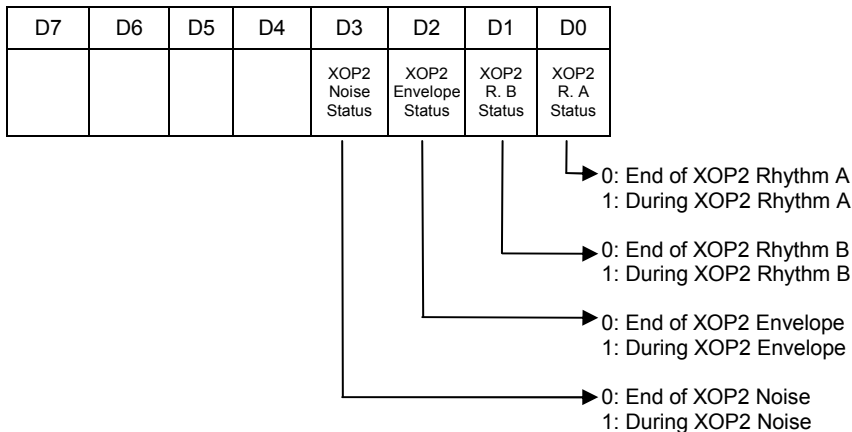 D7 D6 D5 D4 D3 D2 D1 D0
XOP2 Noise Status
XOP2 Envelope Status
XOP2 R. B Status
XOP2 R. A Status
0: End of XOP2 Rhythm A
1: During XOP2 Rhythm A
0: End of XOP2 Rhythm B
1: During XOP2 Rhythm B
0: End of XOP2 Envelope
1: During XOP2 Envelope
0: End of XOP2 Noise
1: During XOP2 Noise